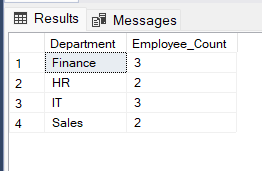 Results Messages
Department Employee_Count
1 Finance 3
2 HR 2
3 IT 3
4 Sales 2